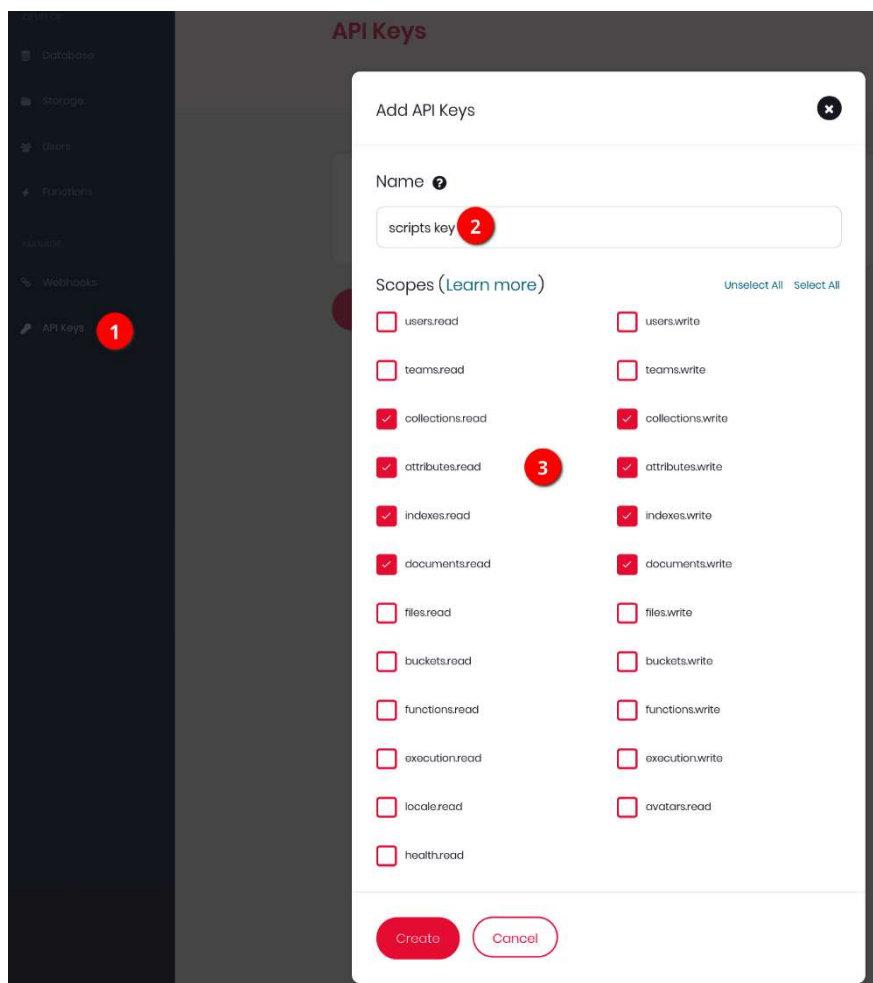 API Keys
Database
Storage
Users
Functions
MANAGE
Webhooks
API Keys
1
Add API Keys
Name
scripts key
2
Scopes (Learn more)
Unselect All Select All
users.read users.write
teams.read teams.write
collections.read collections.write
attributes.read 3 attributes.write
indexes.read indexes.write
documents.read documents.write
files.read files.write
buckets.read buckets.write
functions.read functions.write
execution.read execution.write
locale.read avatars.read
health.read
Create Cancel